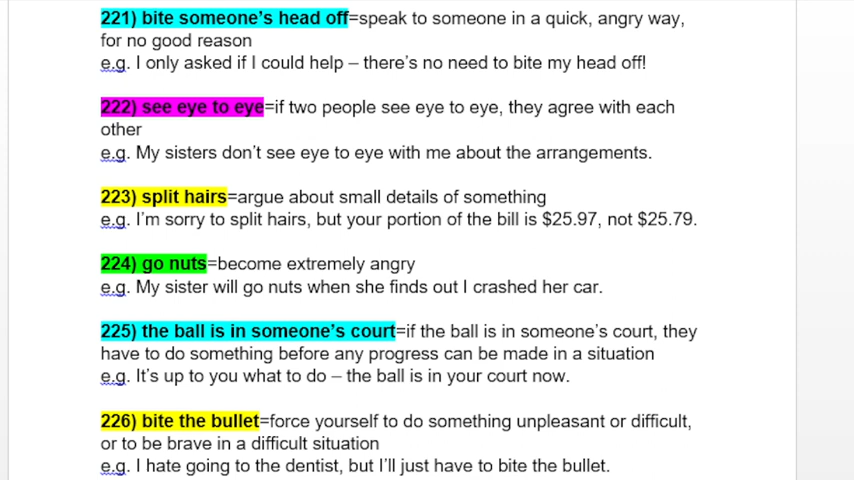 221) bite someone’s head off=speak to someone in a quick, angry way,
for no good reason
e.g. I only asked if I could help – there’s no need to bite my head off!
222) see eye to eye=if two people see eye to eye, they agree with each
other
e.g. My sisters don’t see eye to eye with me about the arrangements.
223) split hairs=argue about small details of something
e.g. I’m sorry to split hairs, but your portion of the bill is $25.97, not $25.79.
224) go nuts=become extremely angry
e.g. My sister will go nuts when she finds out I crashed her car.
225) the ball is in someone’s court=if the ball is in someone’s court, they
have to do something before any progress can be made in a situation
e.g. It’s up to you what to do – the ball is in your court now.
226) bite the bullet=force yourself to do something unpleasant or difficult,
or to be brave in a difficult situation
e.g. I hate going to the dentist, but I’ll just have to bite the bullet.